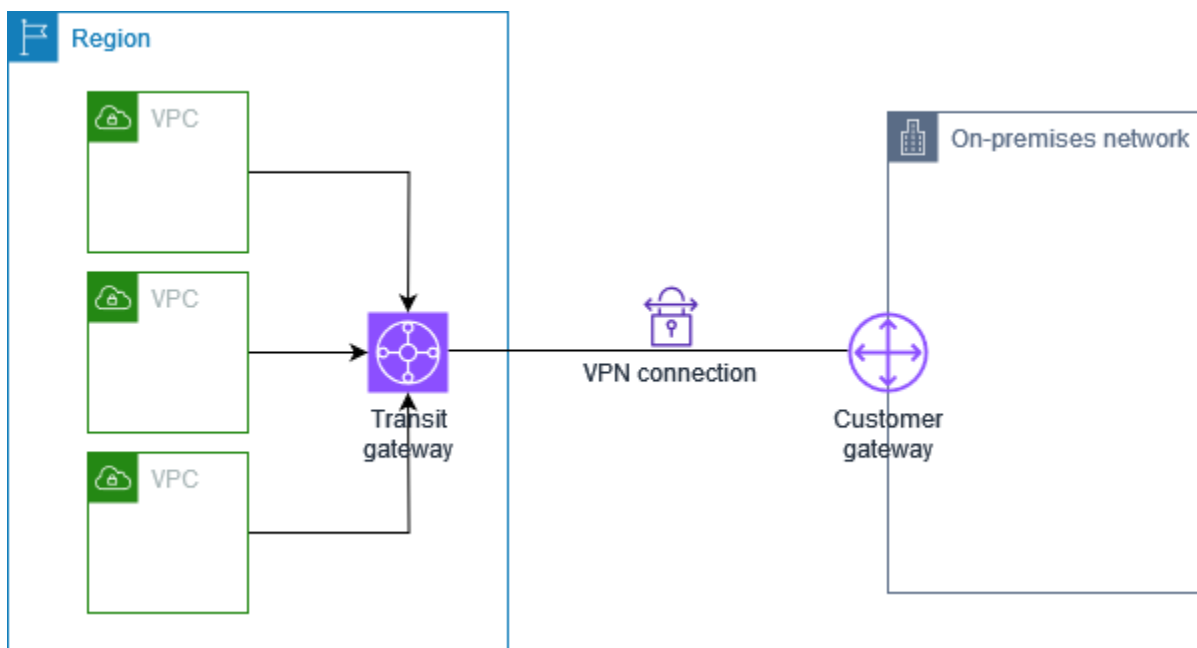 Region
VPC
On-premises network
VPC
VPN connection
Transit
gateway
Customer
gateway
VPC